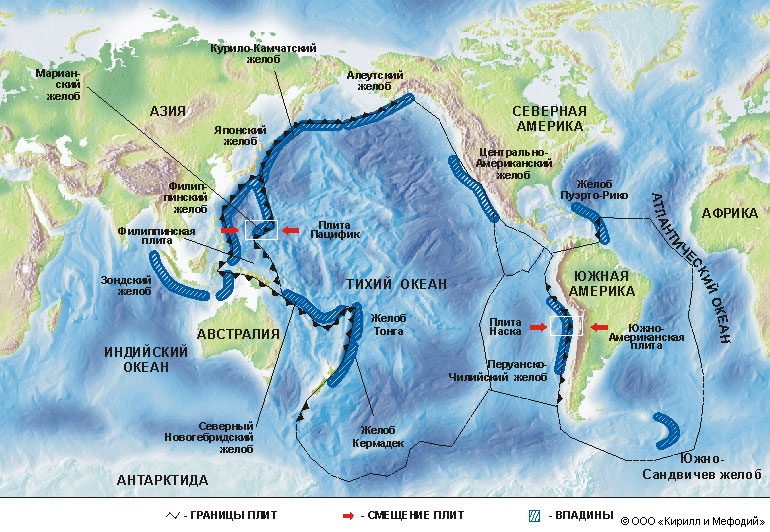 Курило-Камчатский
желоб
Мариан-
ский
желоб
Алеутский
желоб
АЗИЯ
СЕВЕРНАЯ
АМЕРИКА
Японский
желоб
Центрально-
Американский
желоб
Филип-
пинский
желоб
Желоб
Пуэрто-Рико
АТЛАНТИЧЕСКИЙ ОКЕАН
АФРИКА
Филиппинская
плита
Плита
Пацифик
Зондский
желоб
ТИХИЙ ОКЕАН
ЮЖНАЯ
АМЕРИКА
АВСТРАЛИЯ
Желоб
Тонга
Плита
Наска
Южно-
Американская
плита
ИНДИЙСКИЙ
ОКЕАН
Перуанско-
Чилийский желоб
Северный
Новогебридский
желоб
Желоб
Кермадек
Южно-
Сандвичев желоб
АНТАРКТИДА
- ГРАНИЦЫ ПЛИТ
- СМЕЩЕНИЕ ПЛИТ
- ВПАДИНЫ
© ООО «Кирилл и Мефодий»